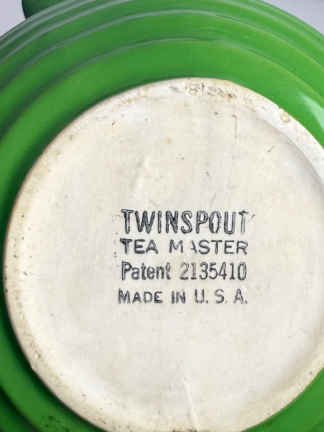 TWINSPOUT
TEA MASTER
Patent 2135410
MADE IN U. S. A.